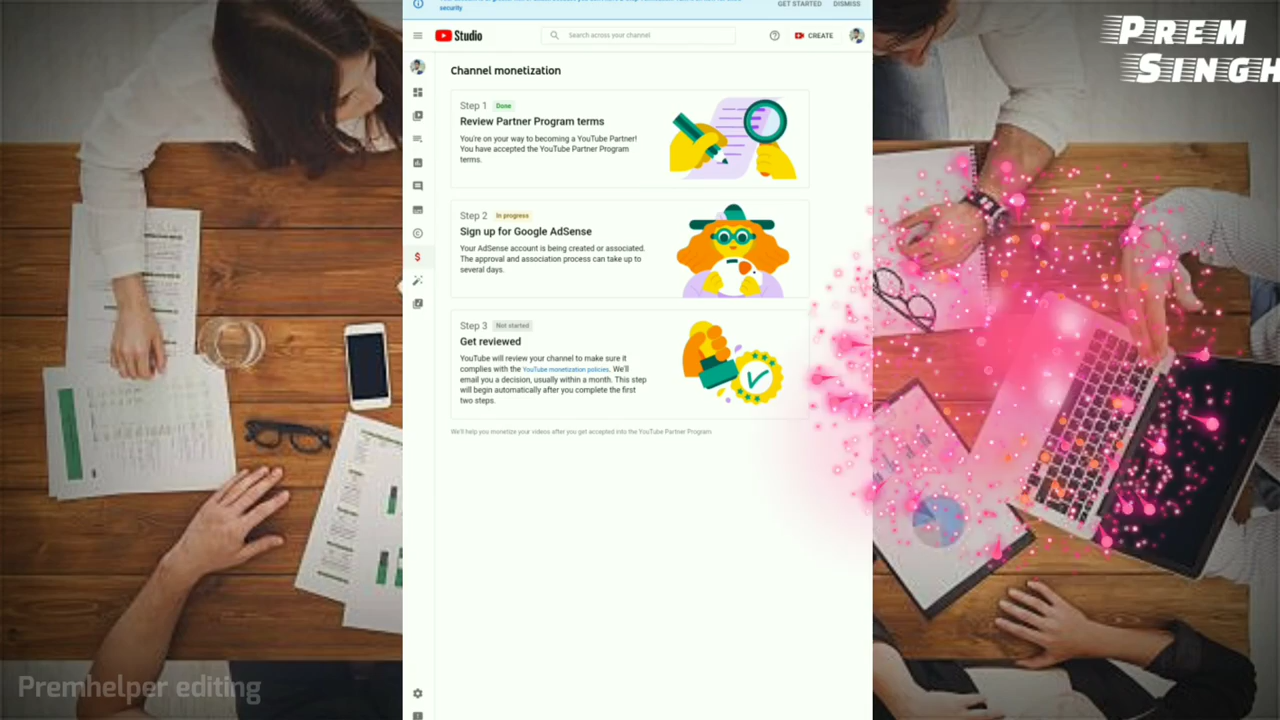 security.
GET STARTED
DISMISS
Studio
Search across your channel
CREATE
PREM
SINGH
Channel monetization
Step 1 Done
Review Partner Program terms
You're on your way to becoming a YouTube Partner!
You have accepted the YouTube Partner Program
terms.
Step 2 In progress
Sign up for Google AdSense
Your AdSense account is being created or associated.
The approval and association process can take up to
several days.
Step 3 Not started
Get reviewed
YouTube will review your channel to make sure it
complies with the YouTube monetization policies. We'll
email you a decision, usually within a month. This step
will begin automatically after you complete the first
two steps.
We'll help you monetize your videos after you get accepted into the YouTube Partner Program
Premhelper editing